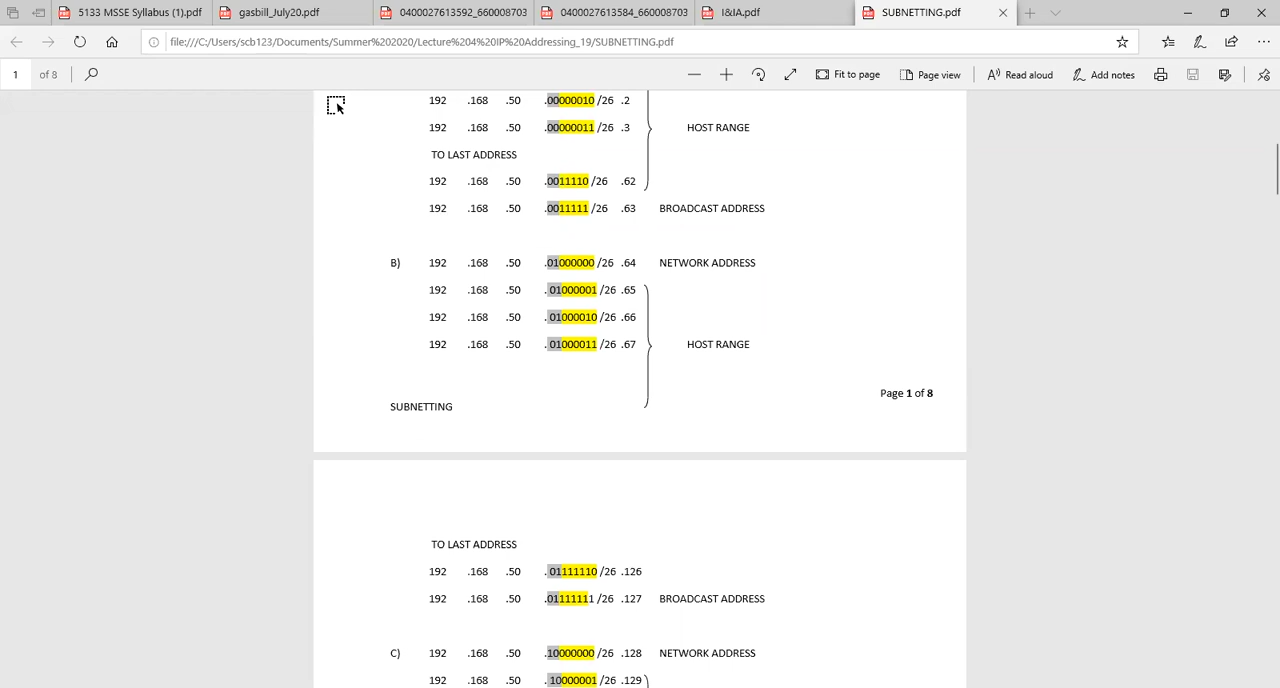 5133 MSSE Syllabus (1).pdf gasbill_July20.pdf 0400027613592_660008703 0400027613584_660008703 I&IA.pdf SUBNETTING.pdf
file:///C:/Users/scb123/Documents/Summer%202020/Lecture%204%20IP%20Addressing_19/SUBNETTING.pdf
1 of 8 Fit to page Page view Read aloud Add notes
192 .168 .50 .00000010 /26 .2
192 .168 .50 .00000011 /26 .3 HOST RANGE
TO LAST ADDRESS
192 .168 .50 .0011110 /26 .62
192 .168 .50 .0011111 /26 .63 BROADCAST ADDRESS
B) 192 .168 .50 .01000000 /26 .64 NETWORK ADDRESS
192 .168 .50 . 01000001 /26 .65
192 .168 .50 . 01000010 /26 .66
192 .168 .50 . 01000011 /26 .67 HOST RANGE
Page 1 of 8
SUBNETTING
TO LAST ADDRESS
192 .168 .50 . 01111110 /26 .126
192 .168 .50 .01111111 /26 .127 BROADCAST ADDRESS
C) 192 .168 .50 .10000000 /26 .128 NETWORK ADDRESS
192 .168 .50 . 10000001 /26 .129